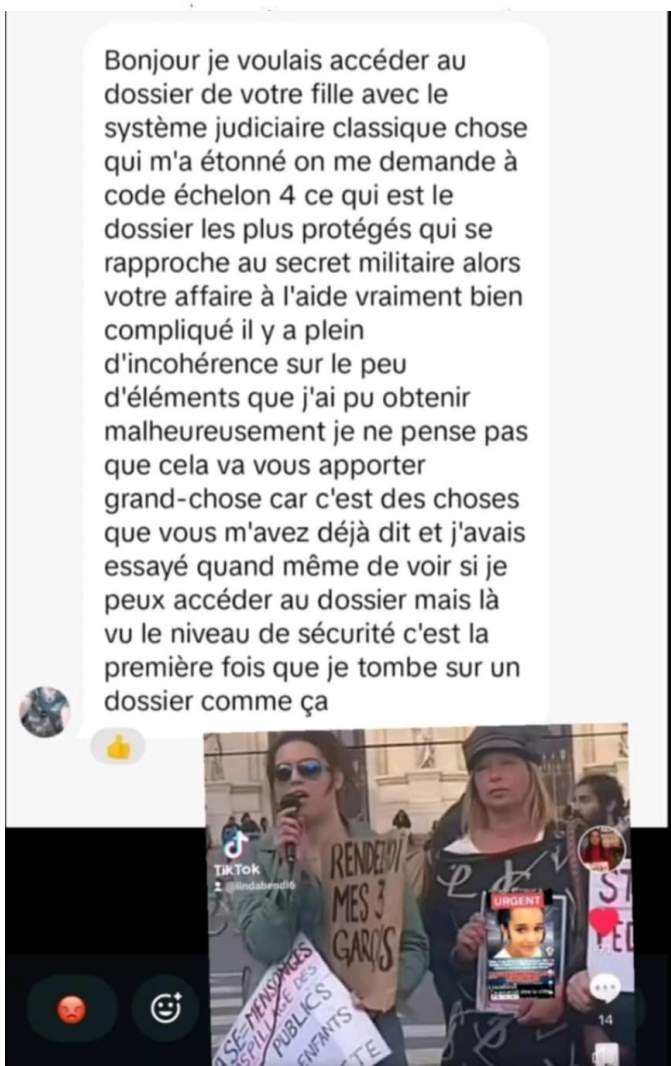 Bonjour je voulais accéder au
dossier de votre fille avec le
système judiciaire classique chose
qui m'a étonné on me demande à
code échelon 4 ce qui est le
dossier les plus protégés qui se
rapproche au secret militaire alors
votre affaire à l'aide vraiment bien
compliqué il y a plein
d'incohérence sur le peu
d'éléments que j'ai pu obtenir
malheureusement je ne pense pas
que cela va vous apporter
grand-chose car c'est des choses
que vous m'avez déjà dit et j'avais
essayé quand même de voir si je
peux accéder au dossier mais là
vu le niveau de sécurité c'est la
première fois que je tombe sur un
dossier comme ça
TikTok
@lindabendi6
RENDE
MES 3
GARÇONS
URGENT
ST
ASE=MENSONGES
PUBLICS
ENFANTS
TE
14